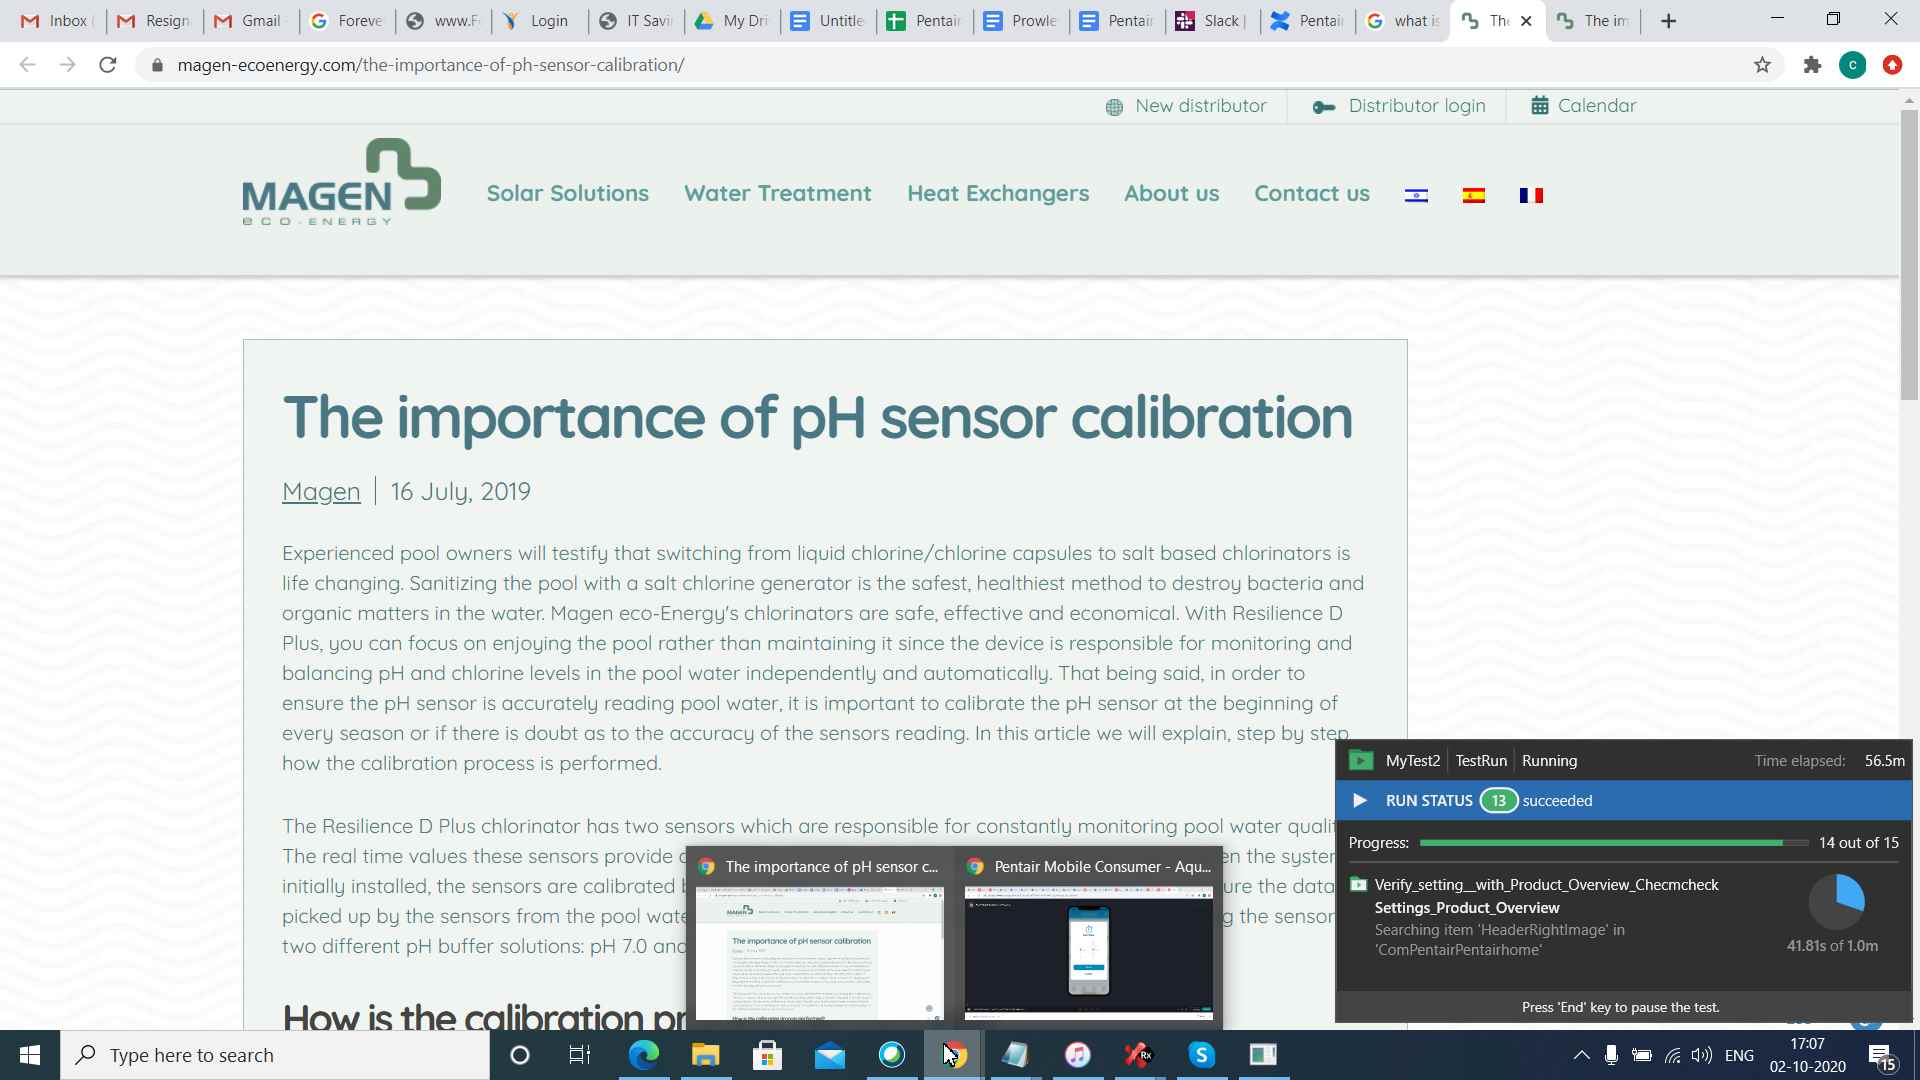 Inbox (
Resign
Gmail
Foreve
www.F
Login
IT Savi
My Dri
Untitle
Pentair
Prowle
Pentair
Slack |
Pentair
what is
The
The im
magen-ecoenergy.com/the-importance-of-ph-sensor-calibration/
C
New distributor
Distributor login
Calendar
MAGEN
eco-ENERGY
Solar Solutions
Water Treatment
Heat Exchangers
About us
Contact us
The importance of pH sensor calibration
Magen | 16 July, 2019
Experienced pool owners will testify that switching from liquid chlorine/chlorine capsules to salt based chlorinators is
life changing. Sanitizing the pool with a salt chlorine generator is the safest, healthiest method to destroy bacteria and
organic matters in the water. Magen eco-Energy's chlorinators are safe, effective and economical. With Resilience D
Plus, you can focus on enjoying the pool rather than maintaining it since the device is responsible for monitoring and
balancing pH and chlorine levels in the pool water independently and automatically. That being said, in order to
ensure the pH sensor is accurately reading pool water, it is important to calibrate the pH sensor at the beginning of
every season or if there is doubt as to the accuracy of the sensors reading. In this article we will explain, step by step
how the calibration process is performed.
The Resilience D Plus chlorinator has two sensors which are responsible for constantly monitoring pool water qualit
The real time values these sensors provide
en the system
initially installed, the sensors are calibrated
ure the data
picked up by the sensors from the pool wate
g the sensor
two different pH buffer solutions: pH 7.0 and
How is the calibration pr
The importance of pH sensor c...
Pentair Mobile Consumer - Aqu...
MAGEN
The importance of pH sensor calibration
MyTest2 | TestRun | Running
Time elapsed: 56.5m
RUN STATUS 13 succeeded
Progress: 14 out of 15
Verify_setting__with_Product_Overview_Checmcheck
Settings_Product_Overview
Searching item 'HeaderRightImage' in
'ComPentairPentairhome'
41.81s of 1.0m
Press 'End' key to pause the test.
Type here to search
Rx
S
ENG
17:07
02-10-2020
15